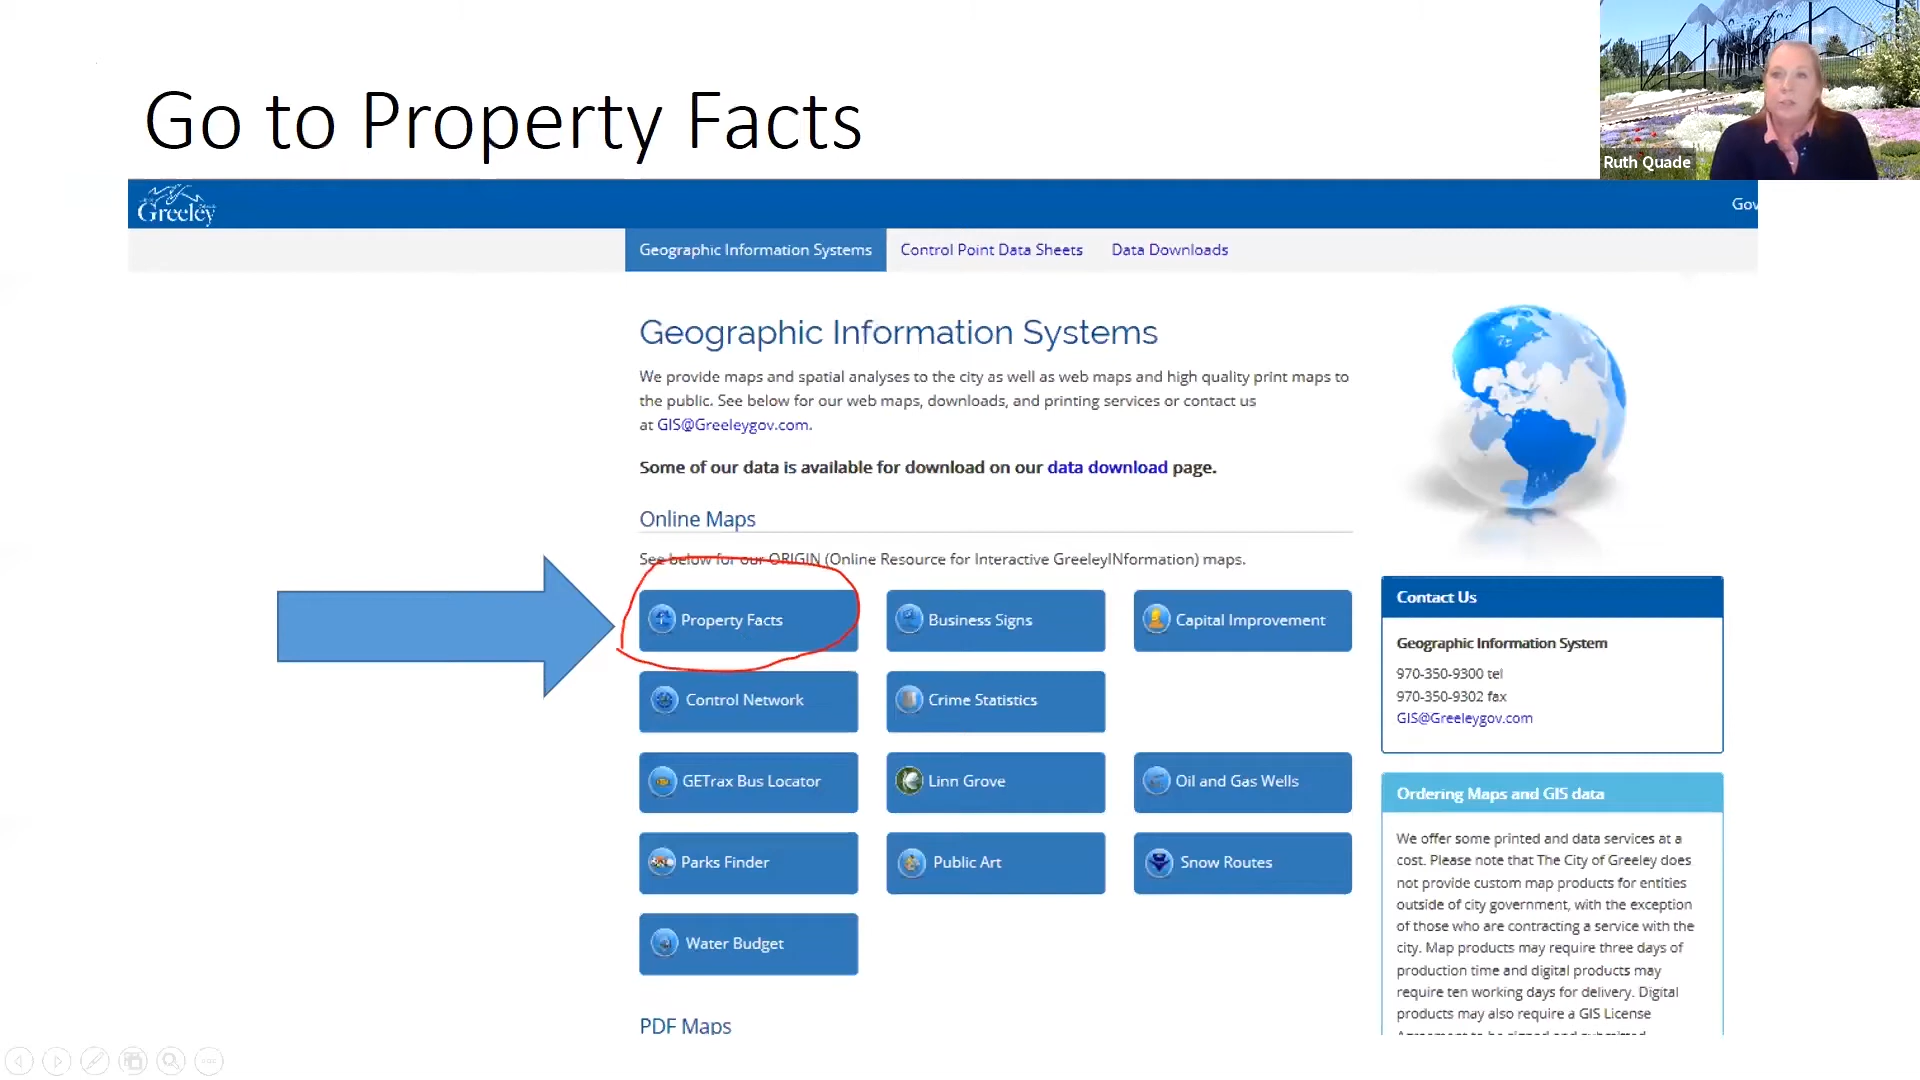 Go to Property Facts
Ruth Quade
Greeley
Gov
Geographic Information Systems
Control Point Data Sheets
Data Downloads
Geographic Information Systems
We provide maps and spatial analyses to the city as well as web maps and high quality print maps to
the public. See below for our web maps, downloads, and printing services or contact us
at GIS@Greeleygov.com.
Some of our data is available for download on our data download page.
Online Maps
See below for our ORIGIN (Online Resource for Interactive GreeleyINformation) maps.
Property Facts
Business Signs
Capital Improvement
Control Network
Crime Statistics
GETrax Bus Locator
Linn Grove
Oil and Gas Wells
Parks Finder
Public Art
Snow Routes
Water Budget
PDF Maps
Contact Us
Geographic Information System
970-350-9300 tel
970-350-9302 fax
GIS@Greeleygov.com
Ordering Maps and GIS data
We offer some printed and data services at a
cost. Please note that The City of Greeley does
not provide custom map products for entities
outside of city government, with the exception
of those who are contracting a service with the
city. Map products may require three days of
production time and digital products may
require ten working days for delivery. Digital
products may also require a GIS License